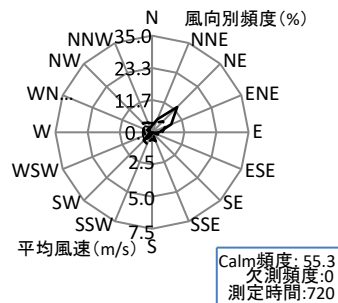 N 風向別頻度(%)
35.0
NNW NNE
NW 23.3 NE
WN... 11.7 ENE
W 0.0 E
WSW 2.5 ESE
SW 5.0 SE
SSW SSE
7.5
平均風速(m/s) S
Calm頻度: 55.3
欠測頻度:0
測定時間:720